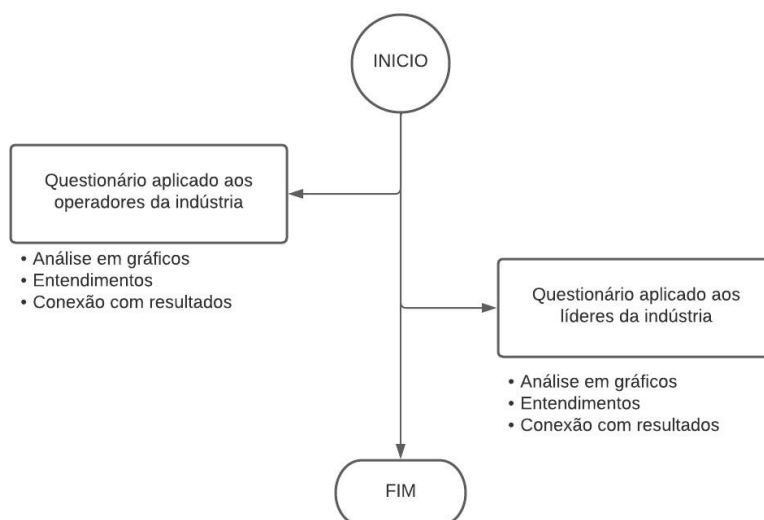 INICIO
Questionário aplicado aos
operadores da indústria
• Análise em gráficos
• Entendimentos
• Conexão com resultados
Questionário aplicado aos
líderes da indústria
• Análise em gráficos
• Entendimentos
• Conexão com resultados
FIM